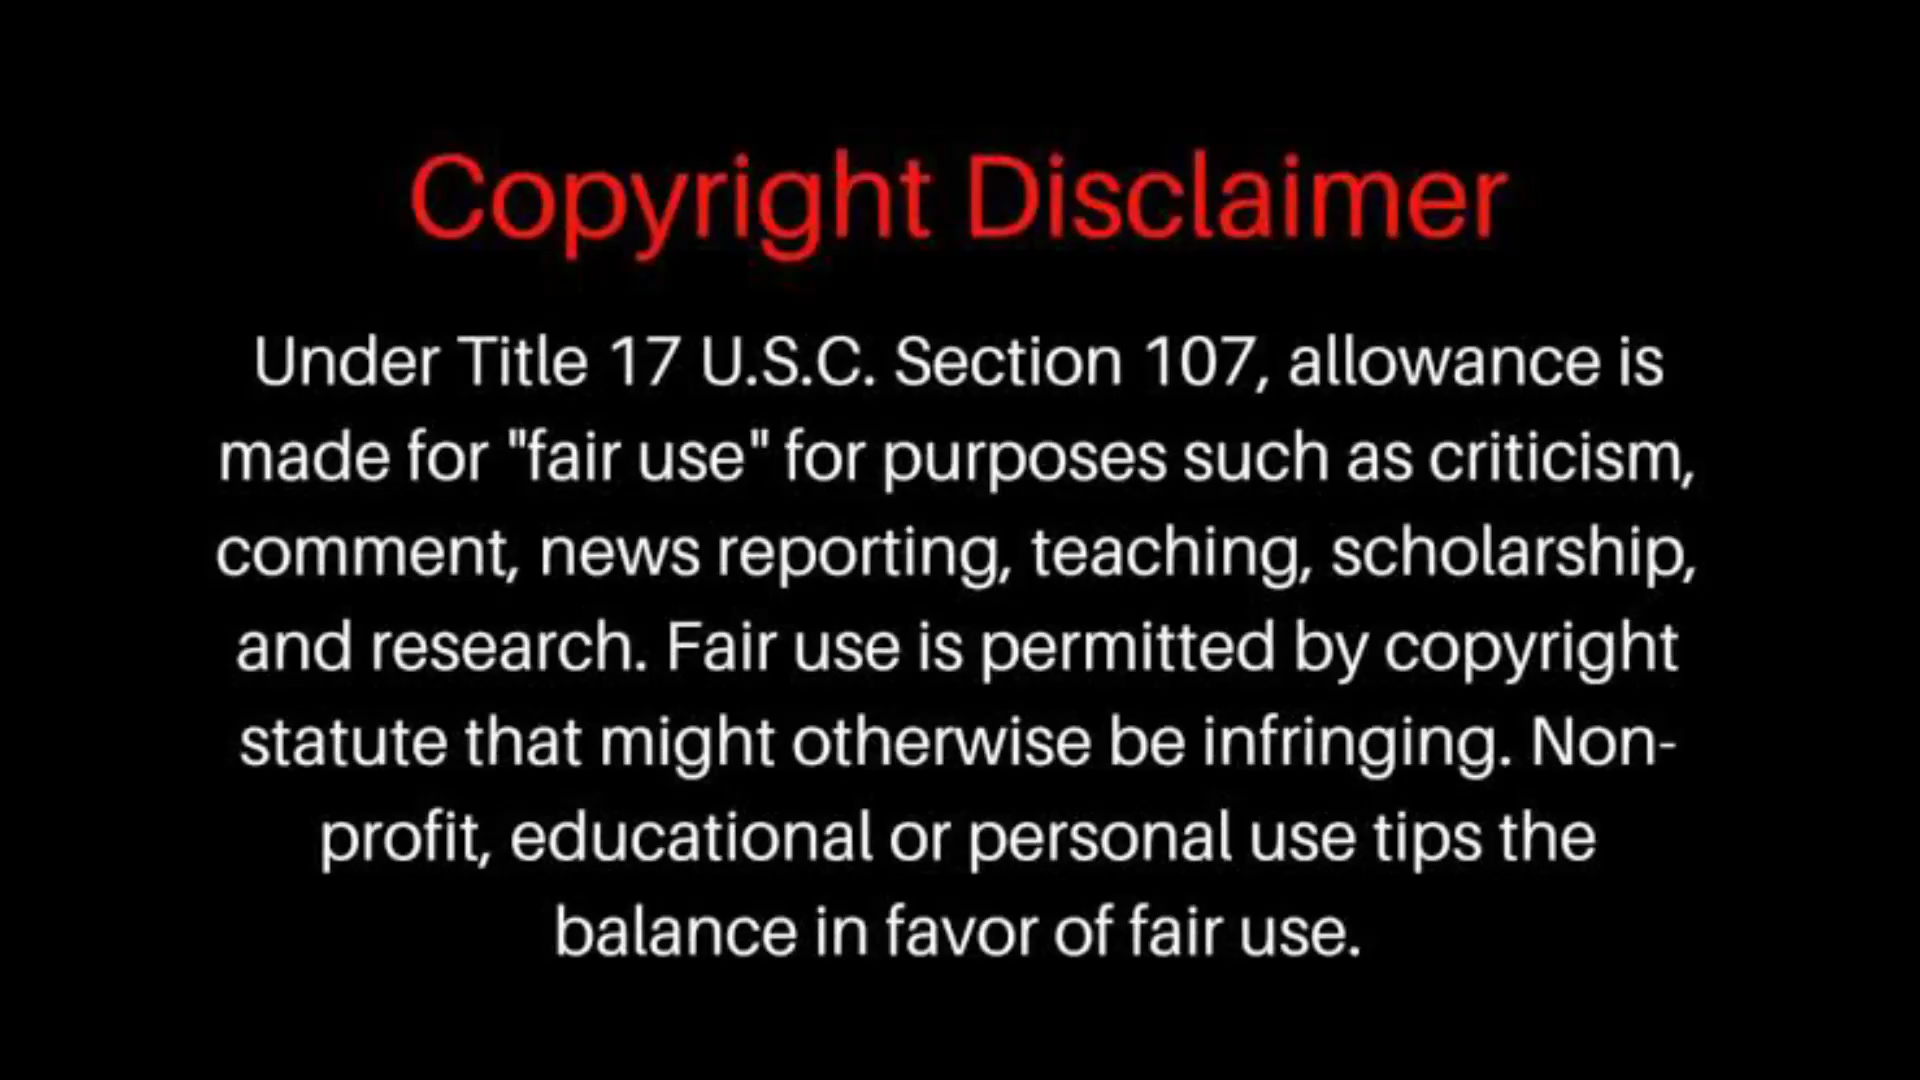 Copyright Disclaimer
Under Title 17 U.S.C. Section 107, allowance is
made for "fair use" for purposes such as criticism,
comment, news reporting, teaching, scholarship,
and research. Fair use is permitted by copyright
statute that might otherwise be infringing. Non-
profit, educational or personal use tips the
balance in favor of fair use.